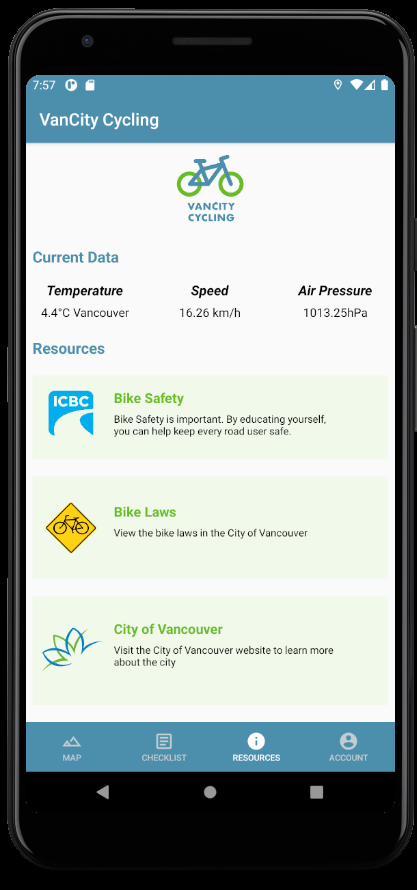 7:57
VanCity Cycling
VANCITY
CYCLING
Current Data
Temperature Speed Air Pressure
4.4°C Vancouver 16.26 km/h 1013.25hPa
Resources
ICBC
Bike Safety
Bike Safety is important. By educating yourself,
you can help keep every road user safe.
Bike Laws
View the bike laws in the City of Vancouver
City of Vancouver
Visit the City of Vancouver website to learn more
about the city
MAP CHECKLIST RESOURCES ACCOUNT